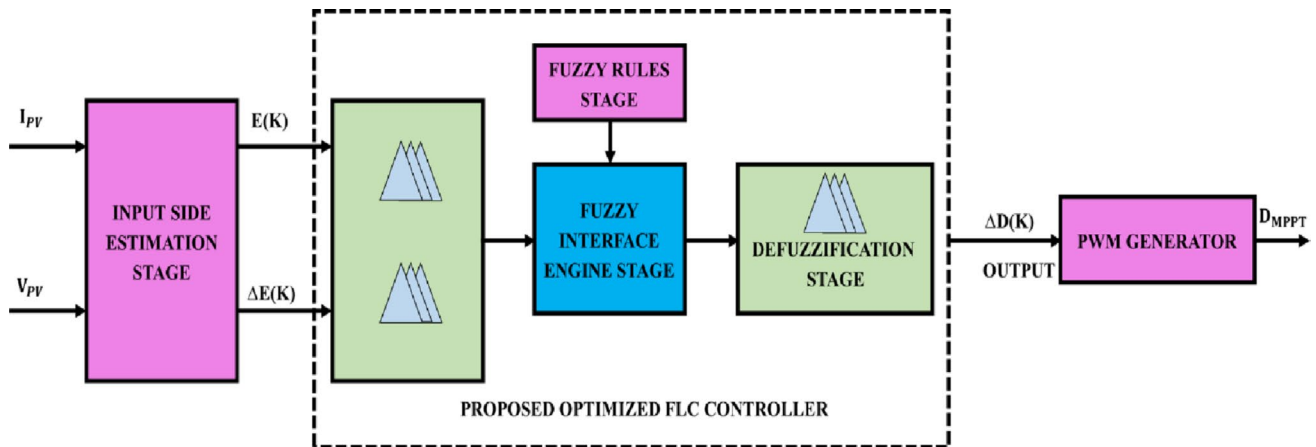 I_PV
V_PV
INPUT SIDE
ESTIMATION
STAGE
E(K)
ΔE(K)
FUZZY RULES
STAGE
FUZZY
INTERFACE
ENGINE STAGE
DEFUZZIFICATION
STAGE
PROPOSED OPTIMIZED FLC CONTROLLER
ΔD(K)
OUTPUT
PWM GENERATOR
D_MPPT